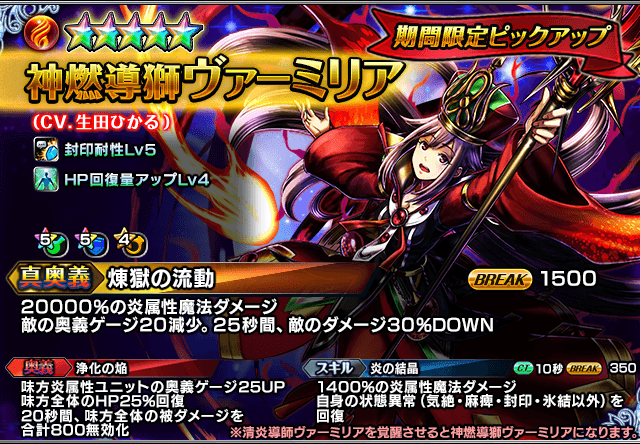 期間限定ピックアップ
神燃導獅ヴァーミリア
(CV.生田ひかる)
封印耐性Lv5
HP回復量アップLv4
5 5 4
真奥義 煉獄の流動 BREAK 1500
20000%の炎属性魔法ダメージ
敵の奥義ゲージ20減少。25秒間、敵のダメージ30%DOWN
奥義 浄化の焔
味方炎属性ユニットの奥義ゲージ25UP
味方全体のHP25%回復
20秒間、味方全体の被ダメージを
合計800無効化
スキル 炎の結晶 CT 10秒 BREAK 350
1400%の炎属性魔法ダメージ
自身の状態異常(気絶・麻痺・封印・氷結以外)を
回復
※清炎導師ヴァーミリアを覚醒させると神燃導獅ヴァーミリアになります。